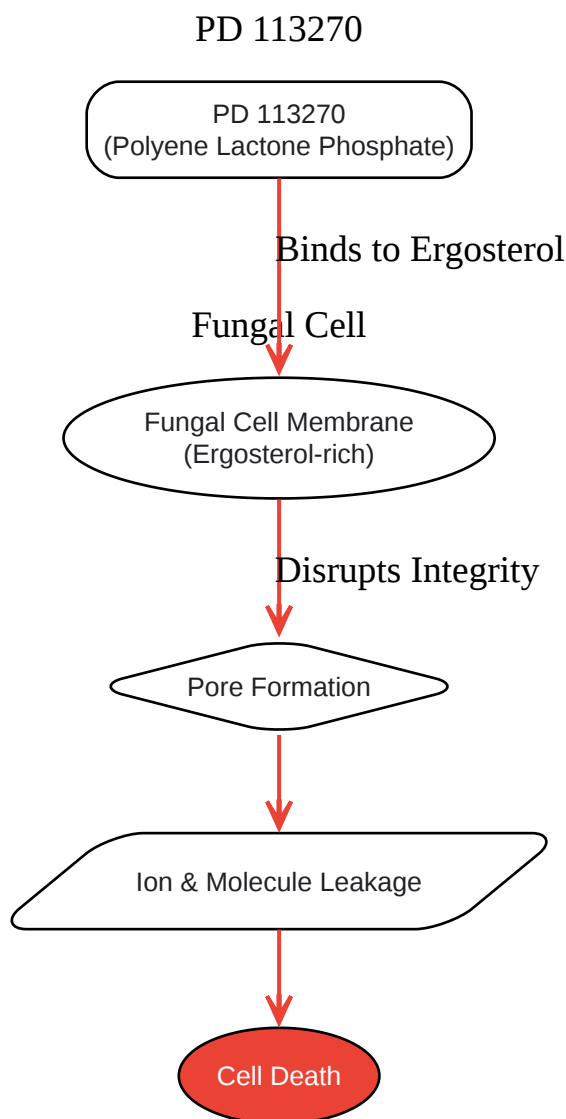 PD 113270
PD 113270
(Polyene Lactone Phosphate)
Binds to Ergosterol
Fungal Cell
Fungal Cell Membrane
(Ergosterol-rich)
Disrupts Integrity
Pore Formation
Ion & Molecule Leakage
Cell Death